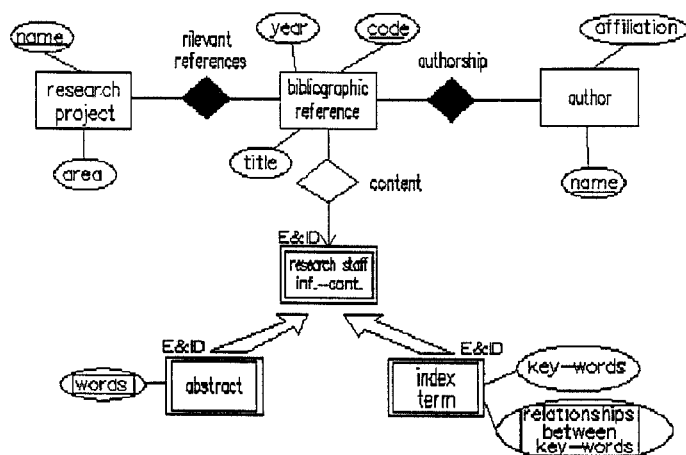 name
rilevant
references
year
code
authorship
affiliation
research
project
bibliographic
reference
author
area
title
content
name
E&ID
research staff
inf.-cont.
E&ID
E&ID
words
abstract
index
term
key-words
relationships
between
key-words